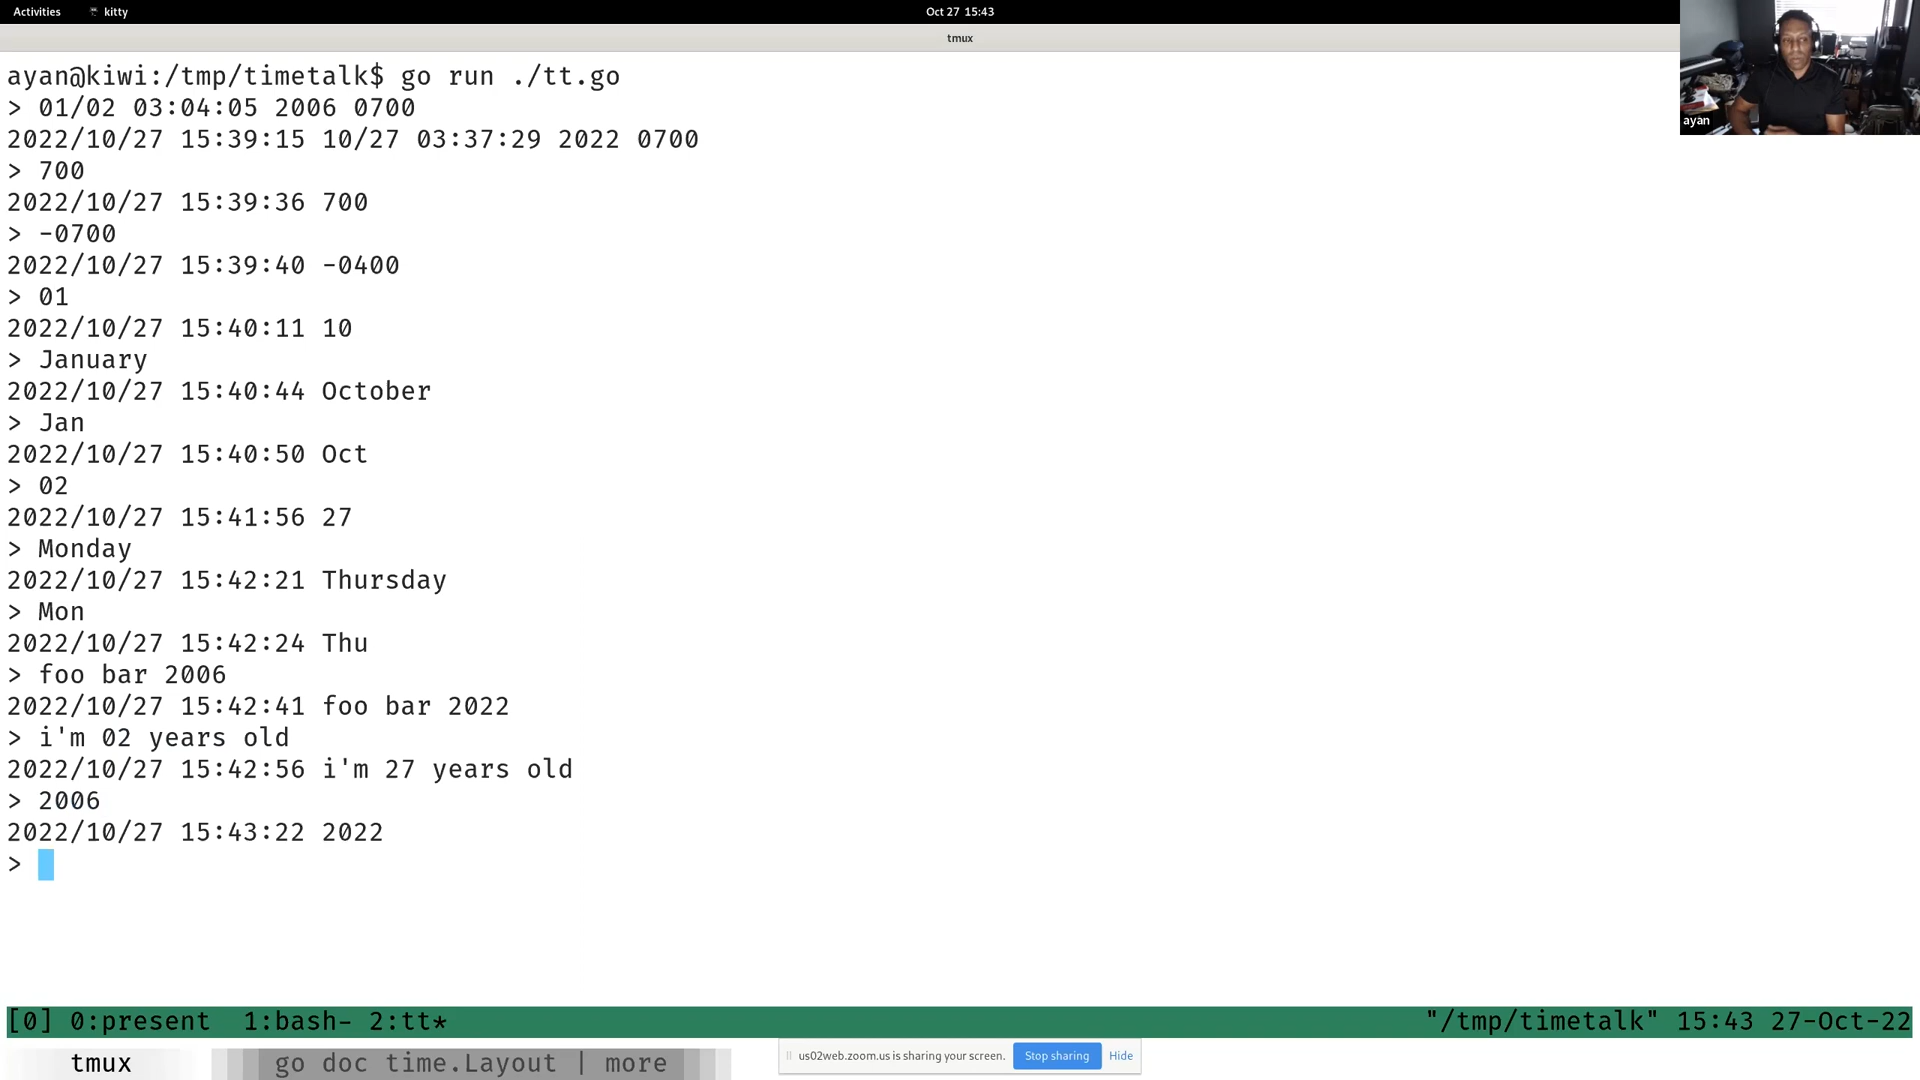 Activities kitty Oct 27 15:43
tmux
ayan@kiwi:/tmp/timetalk$ go run ./tt.go
> 01/02 03:04:05 2006 0700
2022/10/27 15:39:15 10/27 03:37:29 2022 0700
> 700
2022/10/27 15:39:36 700
> -0700
2022/10/27 15:39:40 -0400
> 01
2022/10/27 15:40:11 10
> January
2022/10/27 15:40:44 October
> Jan
2022/10/27 15:40:50 Oct
> 02
2022/10/27 15:41:56 27
> Monday
2022/10/27 15:42:21 Thursday
> Mon
2022/10/27 15:42:24 Thu
> foo bar 2006
2022/10/27 15:42:41 foo bar 2022
> i'm 02 years old
2022/10/27 15:42:56 i'm 27 years old
> 2006
2022/10/27 15:43:22 2022
>
ayan
[0] 0:present 1:bash- 2:tt* "/tmp/timetalk" 15:43 27-Oct-22
tmux go doc time.Layout | more
us02web.zoom.us is sharing your screen. Stop sharing Hide